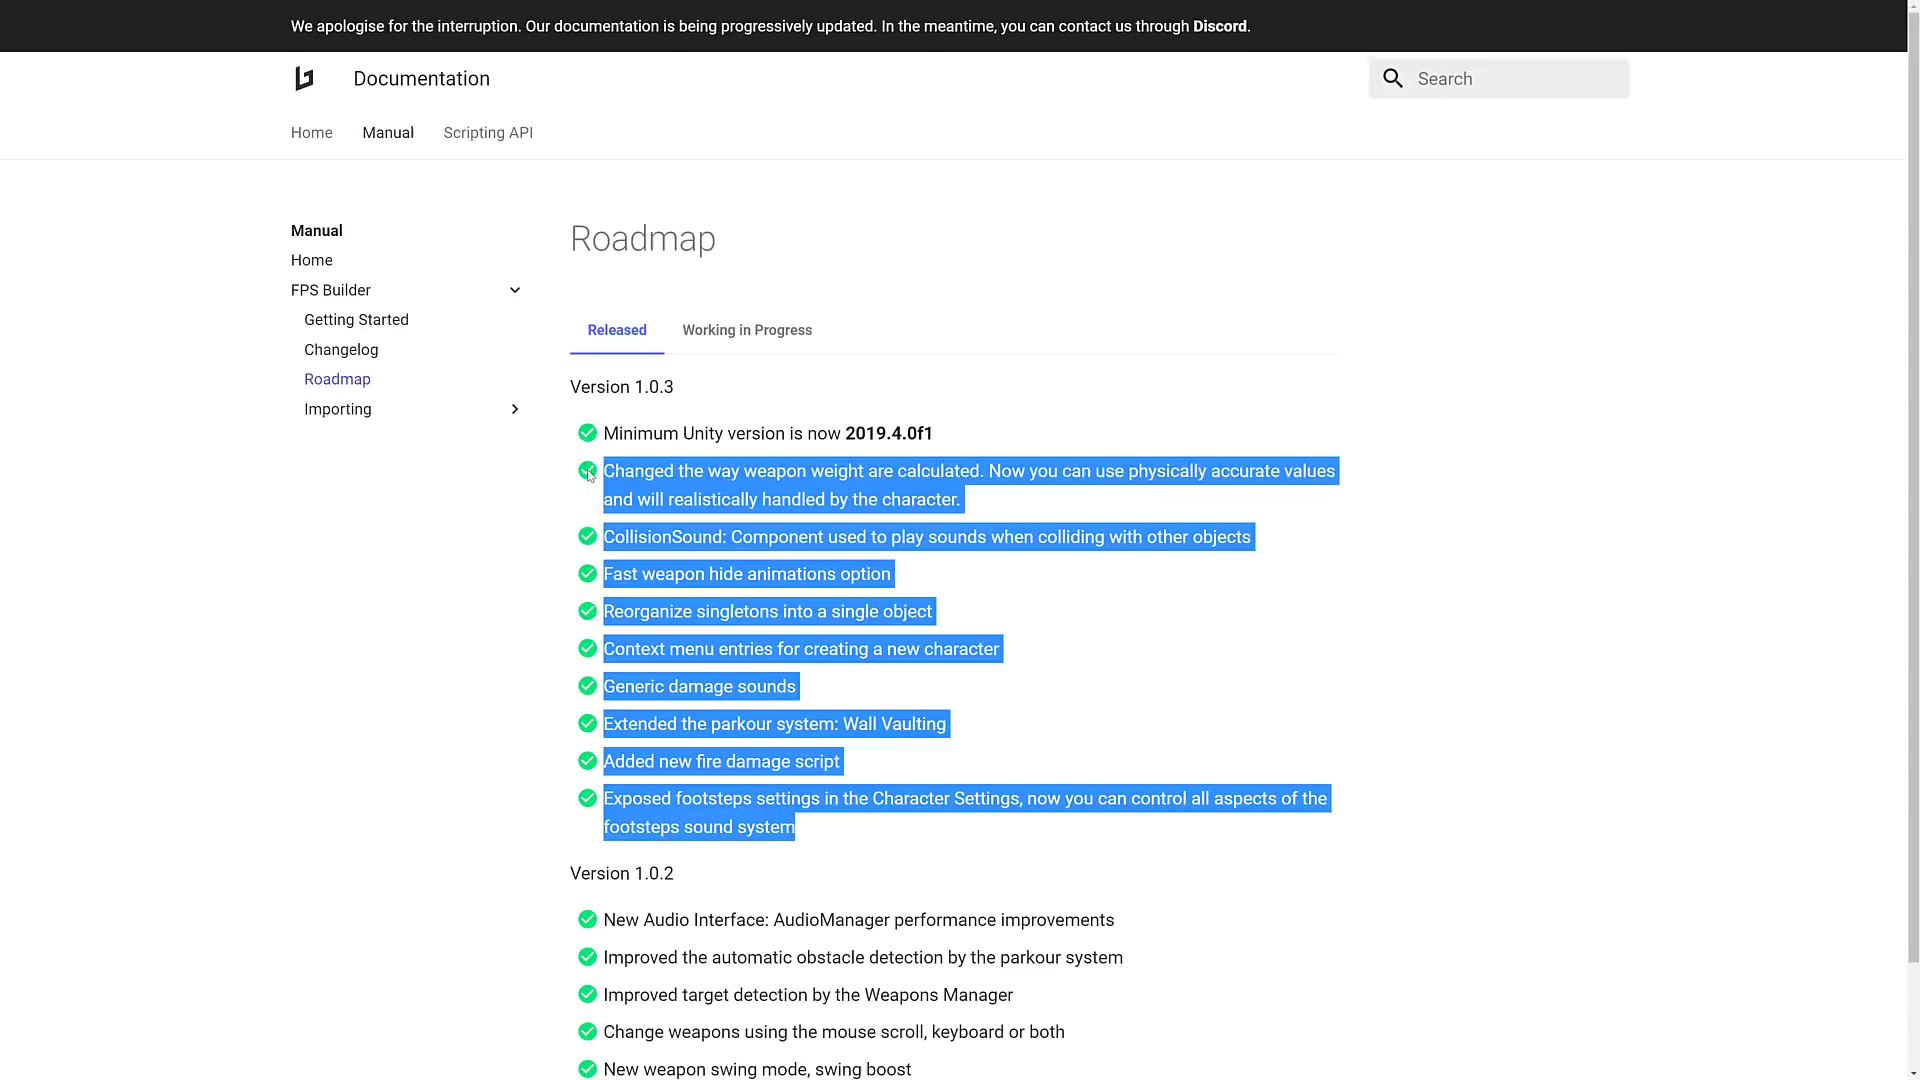 We apologise for the interruption. Our documentation is being progressively updated. In the meantime, you can contact us through Discord.
Documentation
Search
Home
Manual
Scripting API
Manual
Home
FPS Builder
Getting Started
Changelog
Roadmap
Importing
Roadmap
Released
Working in Progress
Version 1.0.3
Minimum Unity version is now 2019.4.0f1
Changed the way weapon weight are calculated. Now you can use physically accurate values
and will realistically handled by the character.
CollisionSound: Component used to play sounds when colliding with other objects
Fast weapon hide animations option
Reorganize singletons into a single object
Context menu entries for creating a new character
Generic damage sounds
Extended the parkour system: Wall Vaulting
Added new fire damage script
Exposed footsteps settings in the Character Settings, now you can control all aspects of the
footsteps sound system
Version 1.0.2
New Audio Interface: AudioManager performance improvements
Improved the automatic obstacle detection by the parkour system
Improved target detection by the Weapons Manager
Change weapons using the mouse scroll, keyboard or both
New weapon swing mode, swing boost